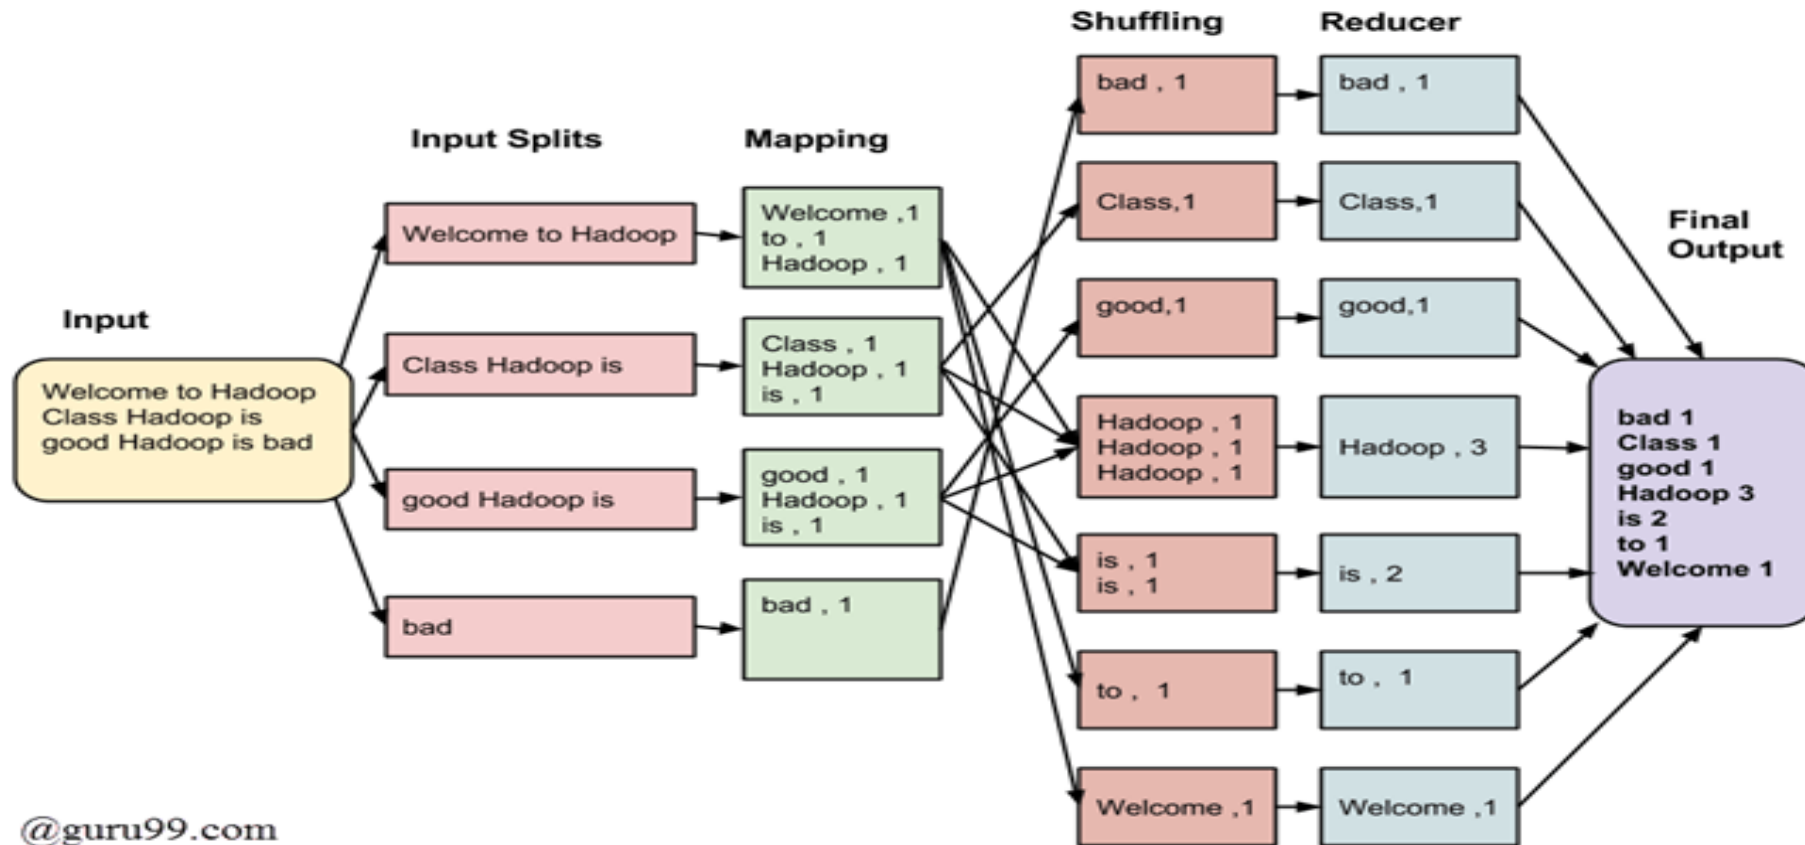 Shuffling
Reducer
bad , 1
bad , 1
Input Splits
Mapping
Class,1
Class,1
Final
Output
Welcome to Hadoop
Welcome ,1
to , 1
Hadoop , 1
good,1
good,1
Input
Class Hadoop is
Class , 1
Hadoop , 1
is , 1
Welcome to Hadoop
Class Hadoop is
good Hadoop is bad
Hadoop , 1
Hadoop , 1
Hadoop , 1
Hadoop , 3
bad 1
Class 1
good 1
Hadoop 3
is 2
to 1
Welcome 1
good Hadoop is
good , 1
Hadoop , 1
is , 1
is , 1
is , 1
is , 2
bad
bad , 1
to , 1
to , 1
Welcome ,1
Welcome ,1
@guru99.com